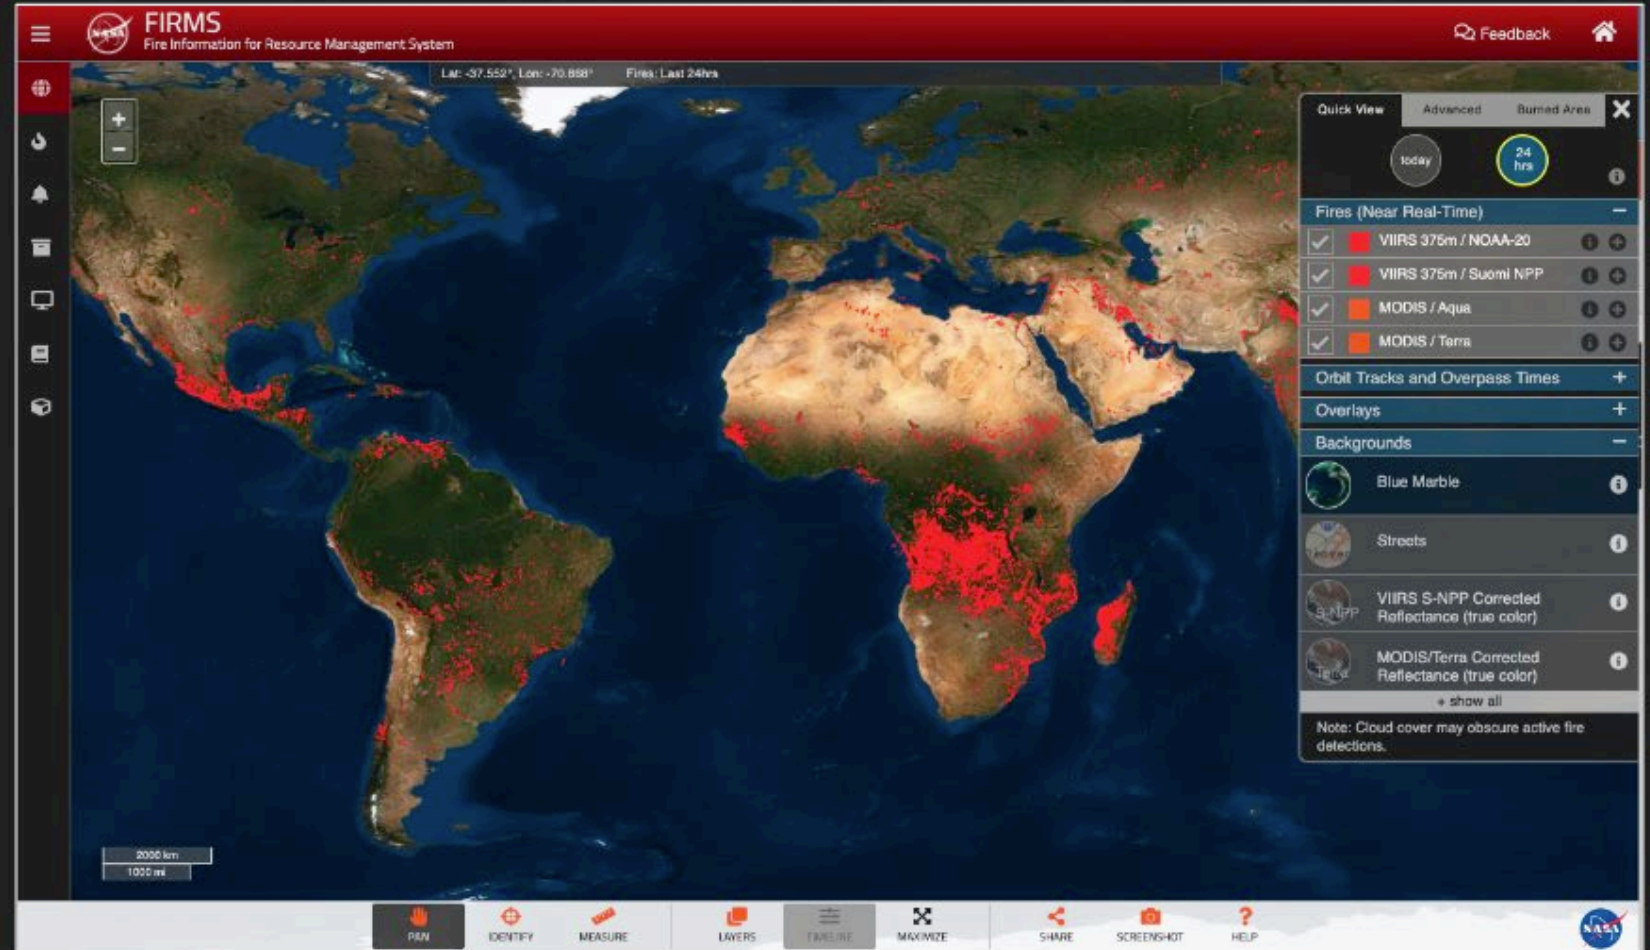 NASA
FIRMS
Fire Information for Resource Management System
Feedback
Lat: -37.552°, Lon: -70.868° Fires: Last 24hrs
+
−
Quick View Advanced Burned Area
today
24
hrs
Fires (Near Real-Time)
VIIRS 375m / NOAA-20
VIIRS 375m / Suomi NPP
MODIS / Aqua
MODIS / Terra
Orbit Tracks and Overpass Times
Overlays
Backgrounds
Blue Marble
Streets
S-NPP
VIIRS S-NPP Corrected
Reflectance (true color)
Terra
MODIS/Terra Corrected
Reflectance (true color)
+ show all
Note: Cloud cover may obscure active fire
detections.
2000 km
1000 mi
PAN IDENTIFY MEASURE LAYERS TIMELINE MAXIMIZE SHARE SCREENSHOT HELP
NASA